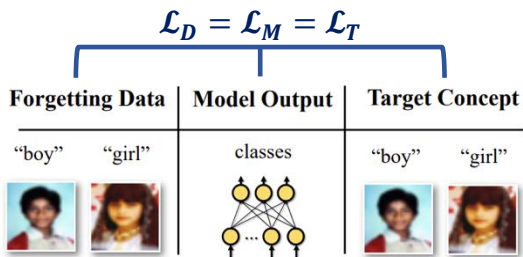 𝓛_D = 𝓛_M = 𝓛_T
Forgetting Data Model Output Target Concept
“boy” “girl” classes “boy” “girl”
...